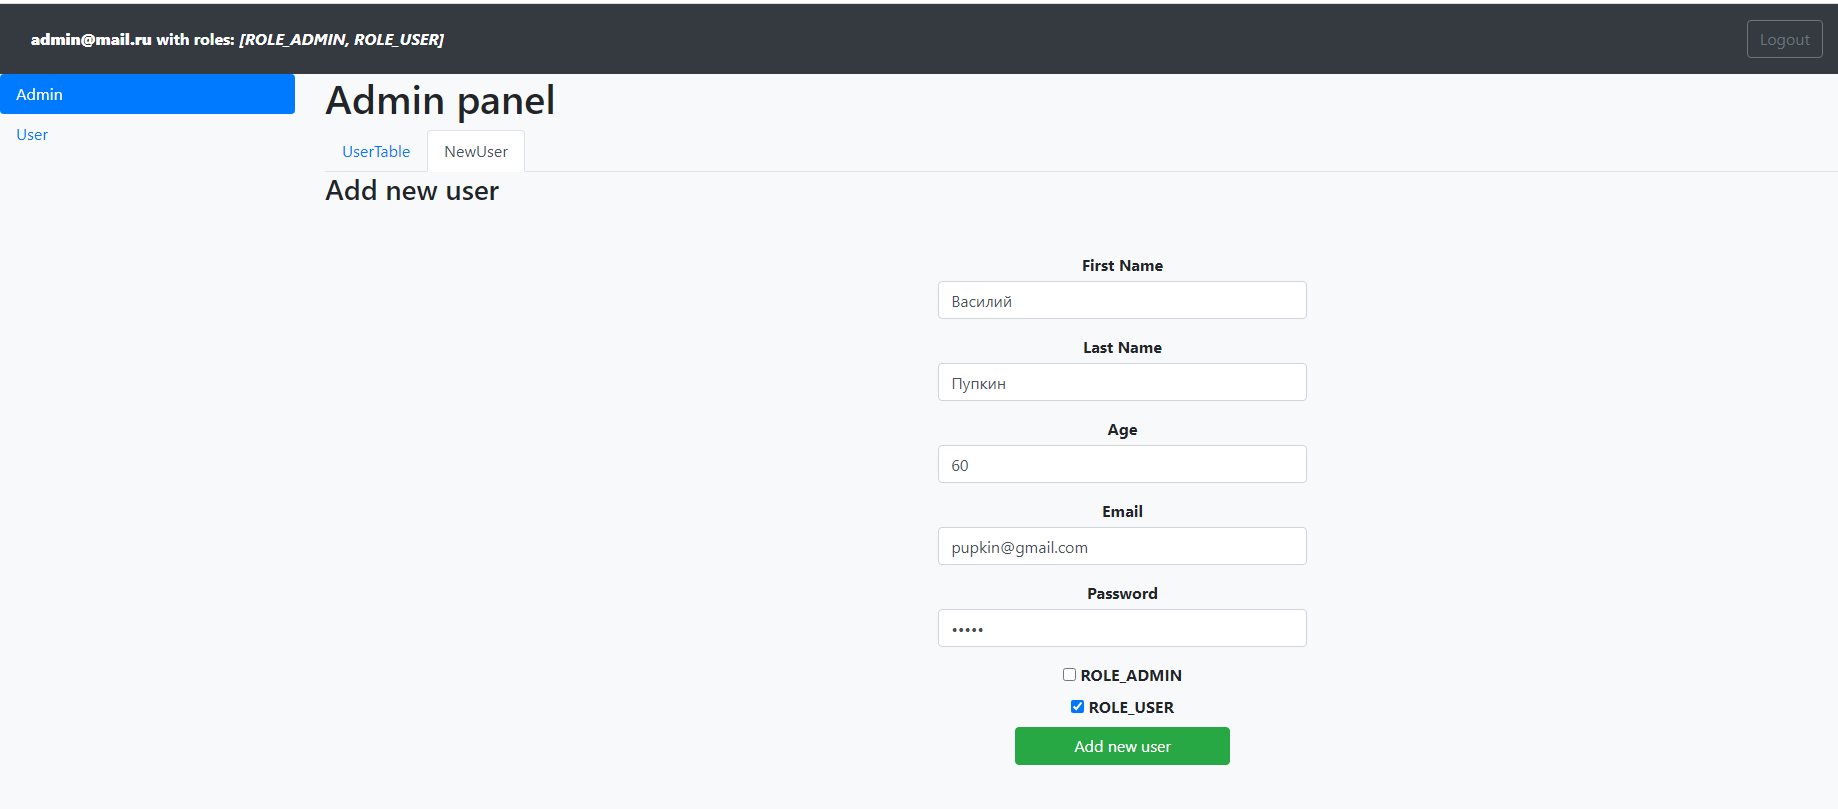 admin@mail.ru with roles: [ROLE_ADMIN, ROLE_USER]
Logout
Admin
User
Admin panel
UserTable
NewUser
Add new user
First Name
Василий
Last Name
Пупкин
Age
60
Email
pupkin@gmail.com
Password
•••••
ROLE_ADMIN
ROLE_USER
Add new user